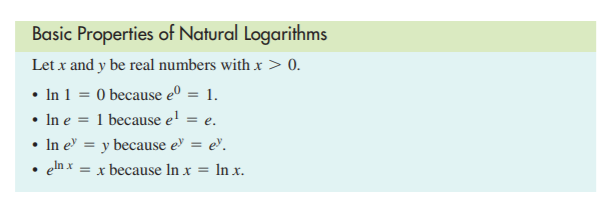 Basic Properties of Natural Logarithms
Let x and y be real numbers with x > 0.
• ln 1 = 0 because e⁰ = 1.
• ln e = 1 because e¹ = e.
• ln eʸ = y because eʸ = eʸ.
• e^(ln x) = x because ln x = ln x.